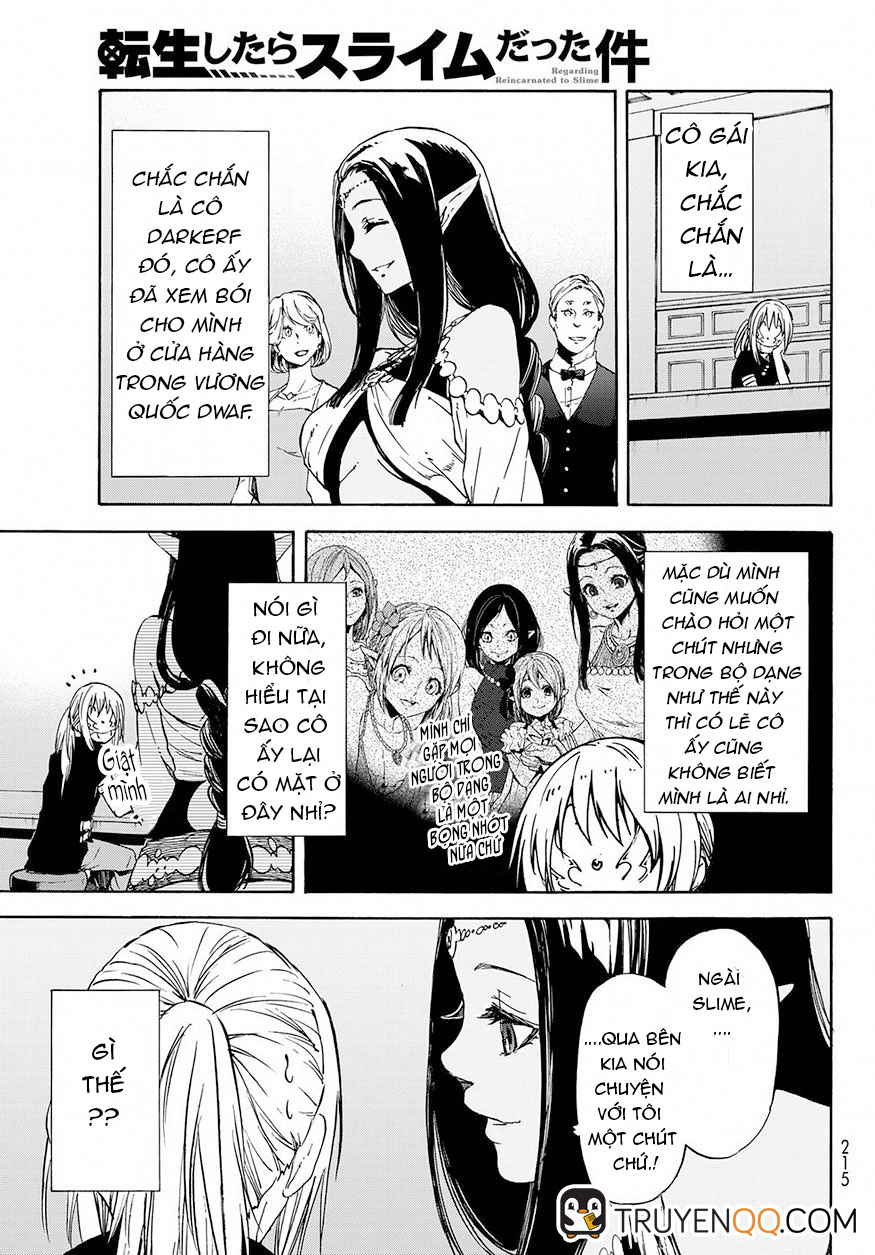 転生したらスライムだった件
Regarding
Reincarnated to Slime
CÔ GÁI
KIA,
CHẮC
CHẮN
LÀ...
CHẮC CHẮN
LÀ CÔ
DARKERF
ĐÓ, CÔ ẤY
ĐÃ XEM BÓI
CHO MÌNH
Ở CỬA HÀNG
TRONG VƯƠNG
QUỐC DWAF.
MẶC DÙ MÌNH
CŨNG MUỐN
CHÀO HỎI MỘT
CHÚT NHƯNG
TRONG BỘ DẠNG
NHƯ THẾ NÀY
THÌ CÓ LẼ CÔ
ẤY CŨNG
KHÔNG BIẾT
MÌNH LÀ AI NHỈ.
MÌNH CHỈ
GẶP MỌI
NGƯỜI TRONG
BỘ DẠNG
LÀ MỘT
BỌNG NHỚT
NỮA CHỨ
NÓI GÌ
ĐI NỮA,
KHÔNG
HIỂU TẠI
SAO CÔ
ẤY LẠI
CÓ MẶT Ở
ĐÂY NHỈ?
Giật
mình
NGÀI
SLIME,
....
....QUA BÊN
KIA NÓI
CHUYỆN
VỚI TÔI
MỘT CHÚT
CHỨ.!
GÌ
THẾ
??
215
TRUYENQQ.COM